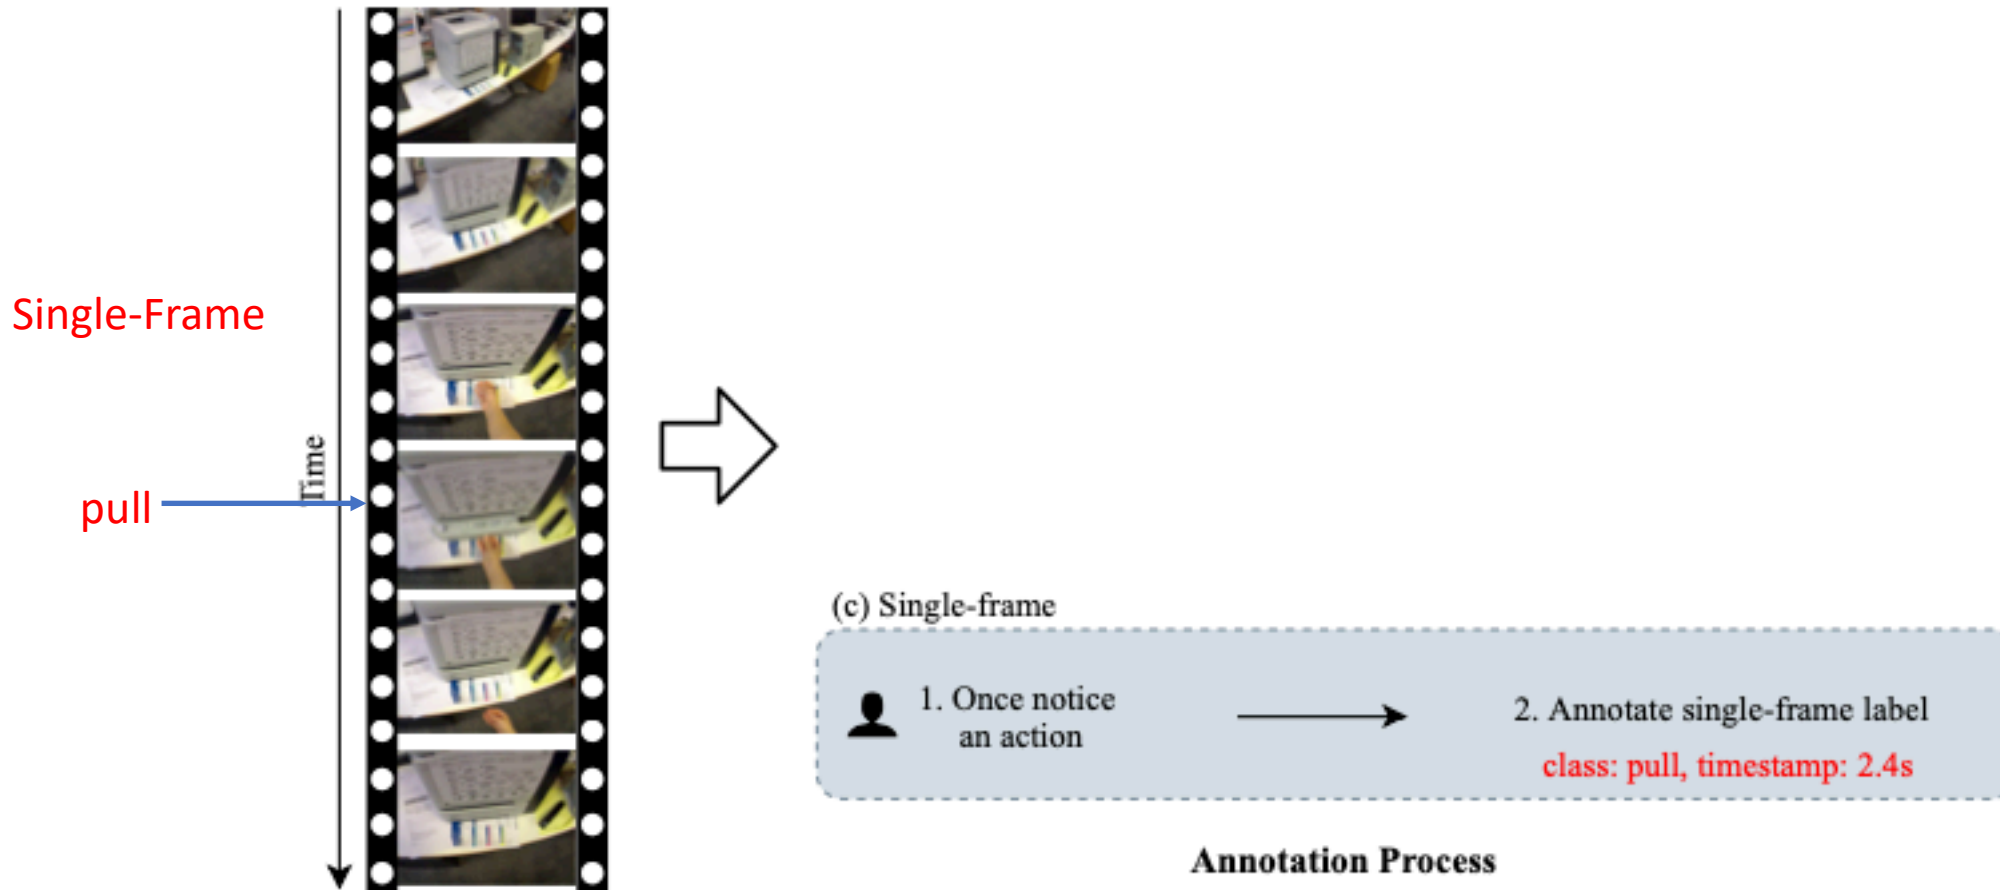 Single-Frame
Time
pull
(c) Single-frame
1. Once notice
an action
2. Annotate single-frame label
class: pull, timestamp: 2.4s
Annotation Process